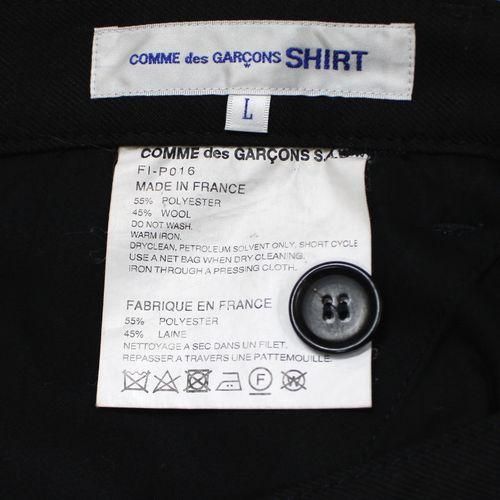 COMME des GARÇONS SHIRT
L
COMME des GARÇONS
FI-P016
MADE IN FRANCE
55% POLYESTER
45% WOOL
DO NOT WASH.
WARM IRON.
DRYCLEAN, PETROLEUM SOLVENT ONLY, SHORT CYCLE
USE A NET BAG WHEN DRY CLEANING.
IRON THROUGH A PRESSING CLOTH.
FABRIQUE EN FRANCE
55% POLYESTER
45% LAINE
NETTOYAGE A SEC DANS UN FILET.
REPASSER A TRAVERS UNE PATTEMOUILLE.
F W